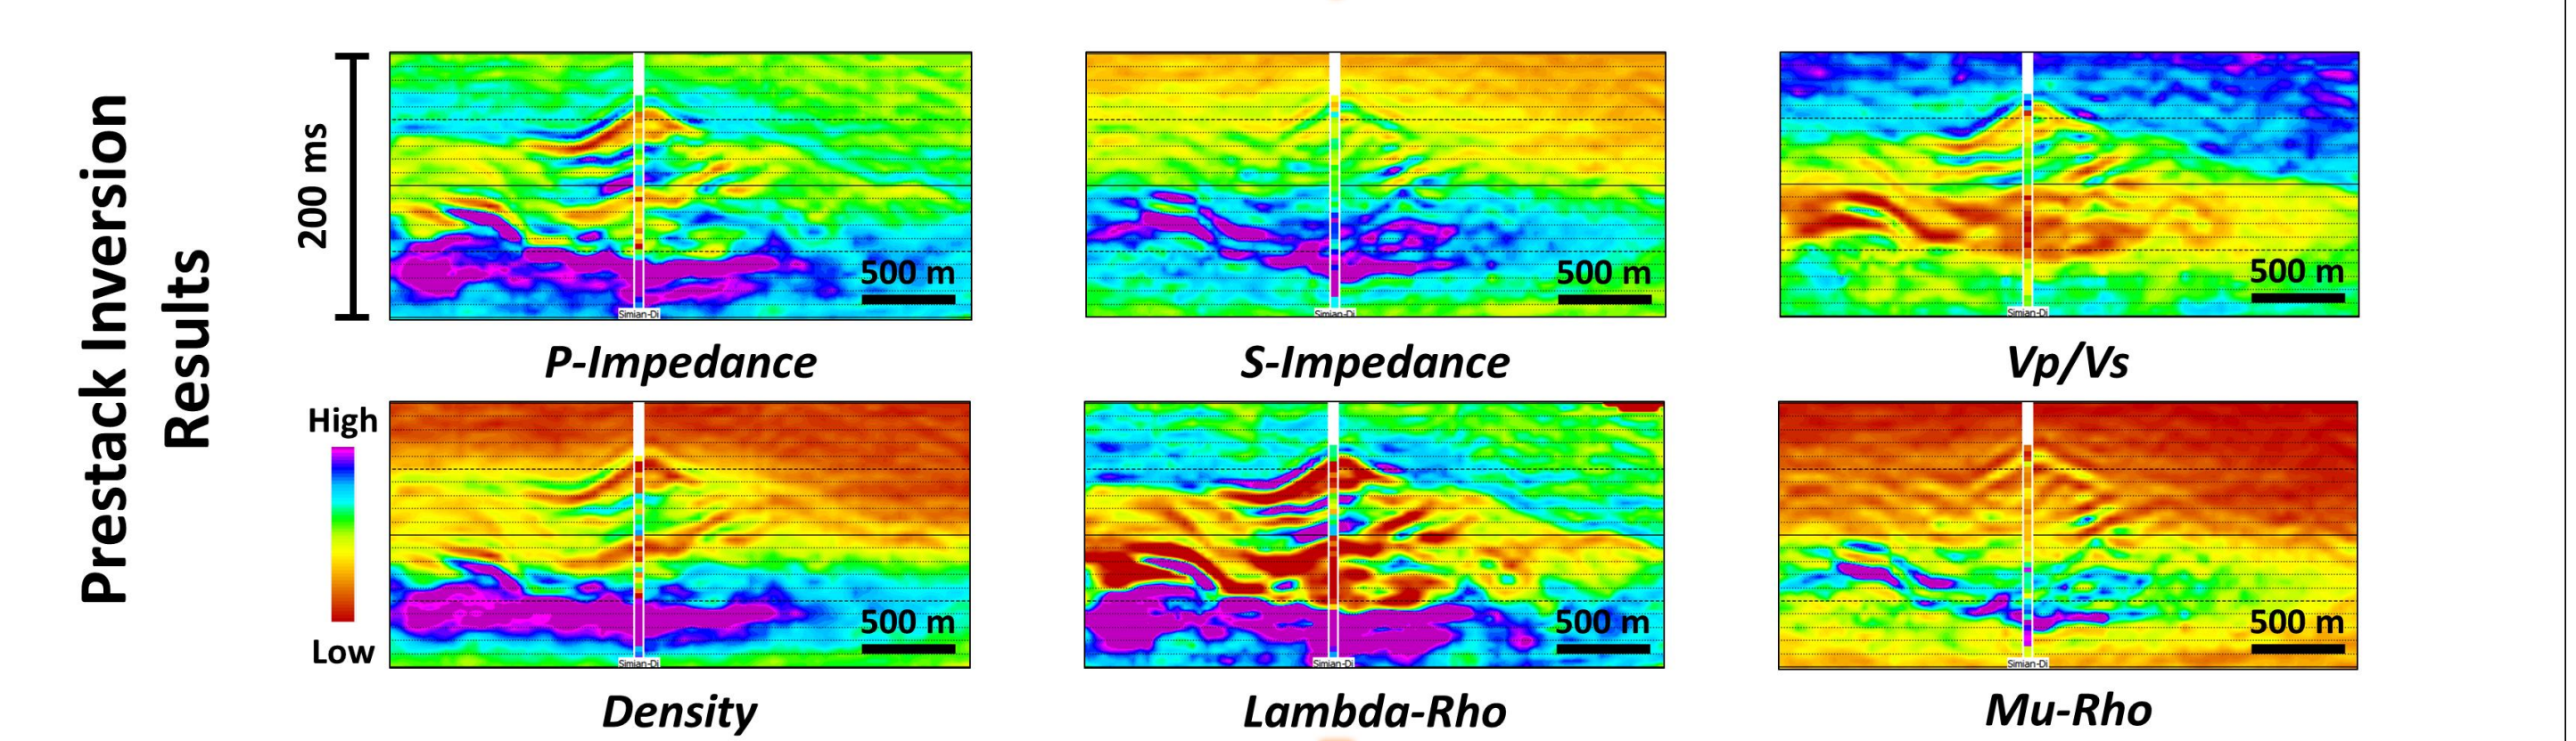 Prestack Inversion
Results
200 ms
500 m
Simian-Di
P-Impedance
500 m
Simian-Di
S-Impedance
500 m
Simian-Di
Vp/Vs
High
Low
500 m
Simian-Di
Density
500 m
Simian-Di
Lambda-Rho
500 m
Simian-Di
Mu-Rho